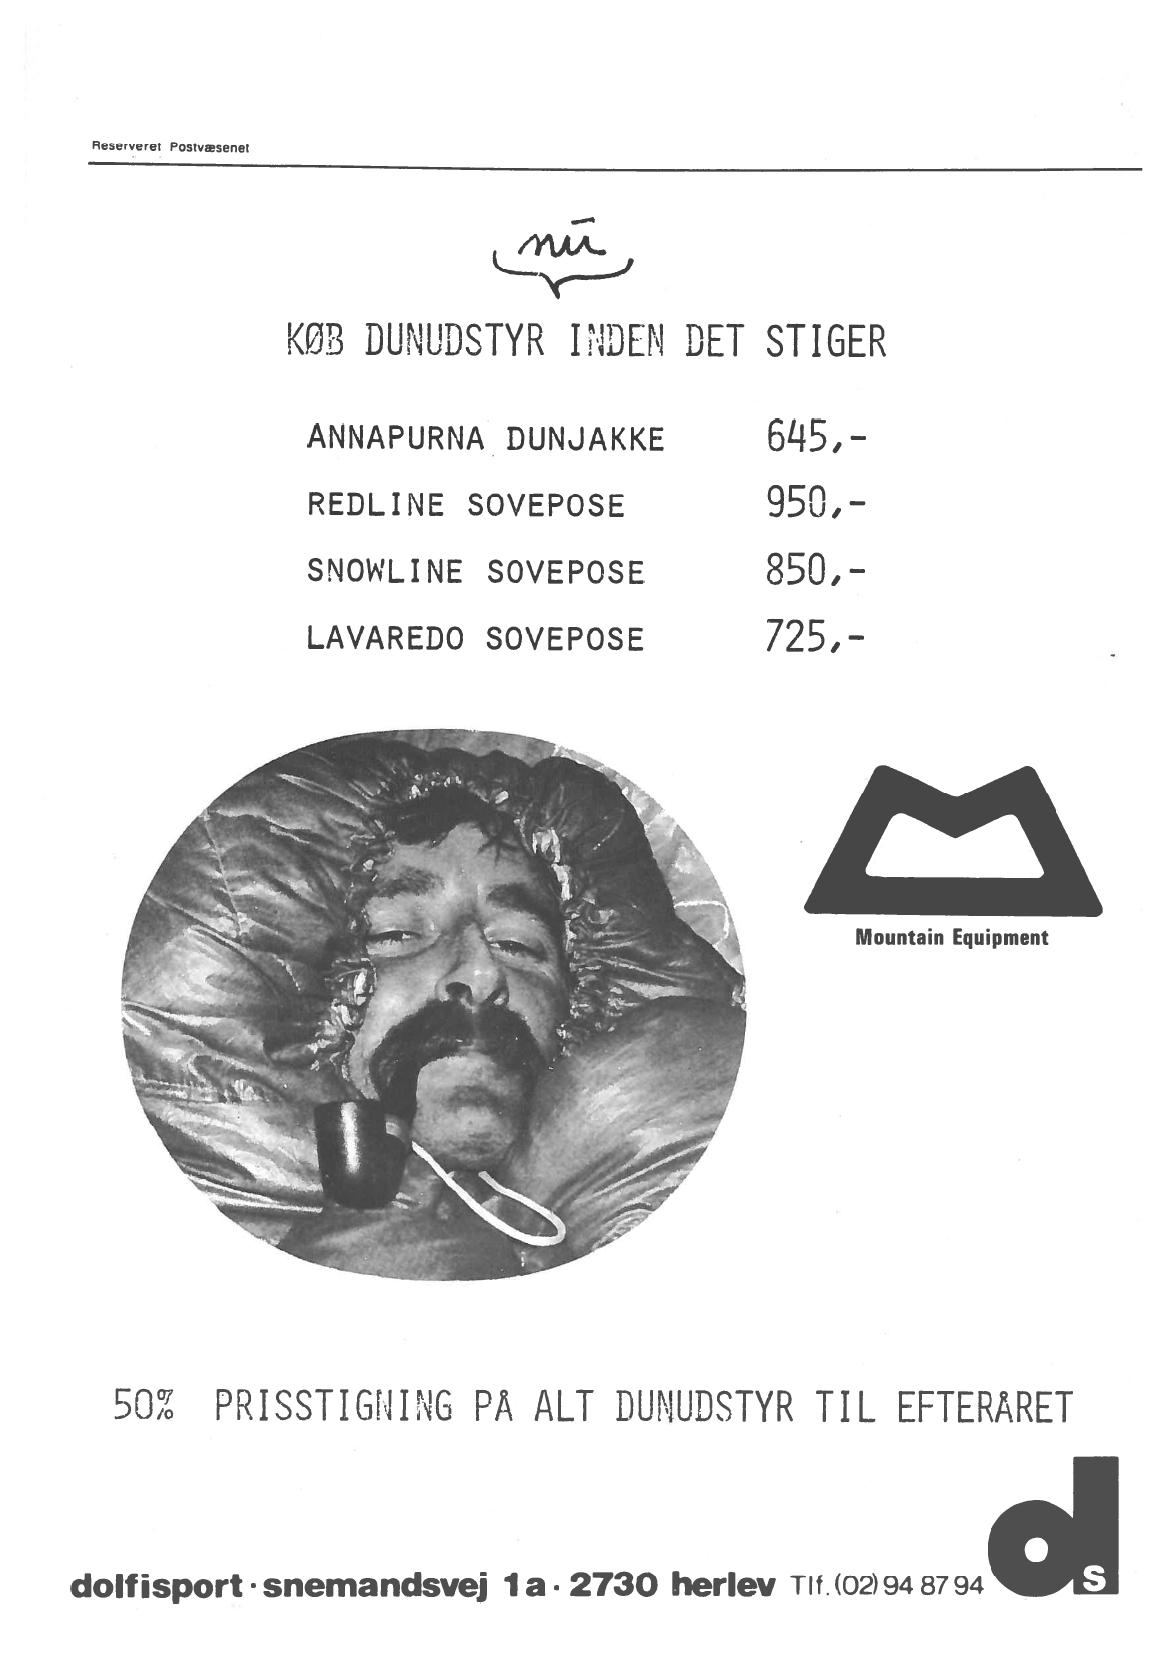 Reserveret Postvæsenet
nu
KØB DUNUDSTYR INDEN DET STIGER
ANNAPURNA DUNJAKKE 645,-
REDLINE SOVEPOSE 950,-
SNOWLINE SOVEPOSE 850,-
LAVAREDO SOVEPOSE 725,-
Mountain Equipment
50% PRISSTIGNING PÅ ALT DUNUDSTYR TIL EFTERÅRET
ds
dolfisport · snemandsvej 1a · 2730 herlev Tlf. (02) 94 87 94